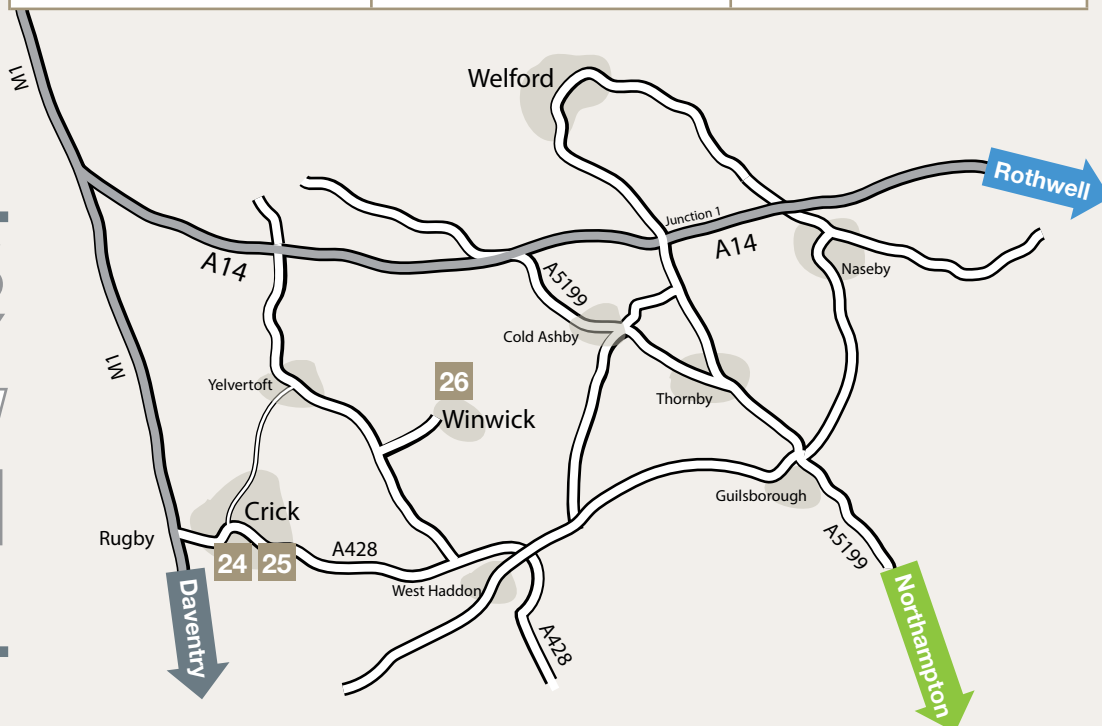 M1
Welford
Rothwell
Junction 1
A14
A14
Naseby
A5199
Cold Ashby
M1
Yelvertoft
26
Thornby
Winwick
Guilsborough
Crick
Rugby
A428
A5199
24
25
West Haddon
Daventry
A428
Northampton